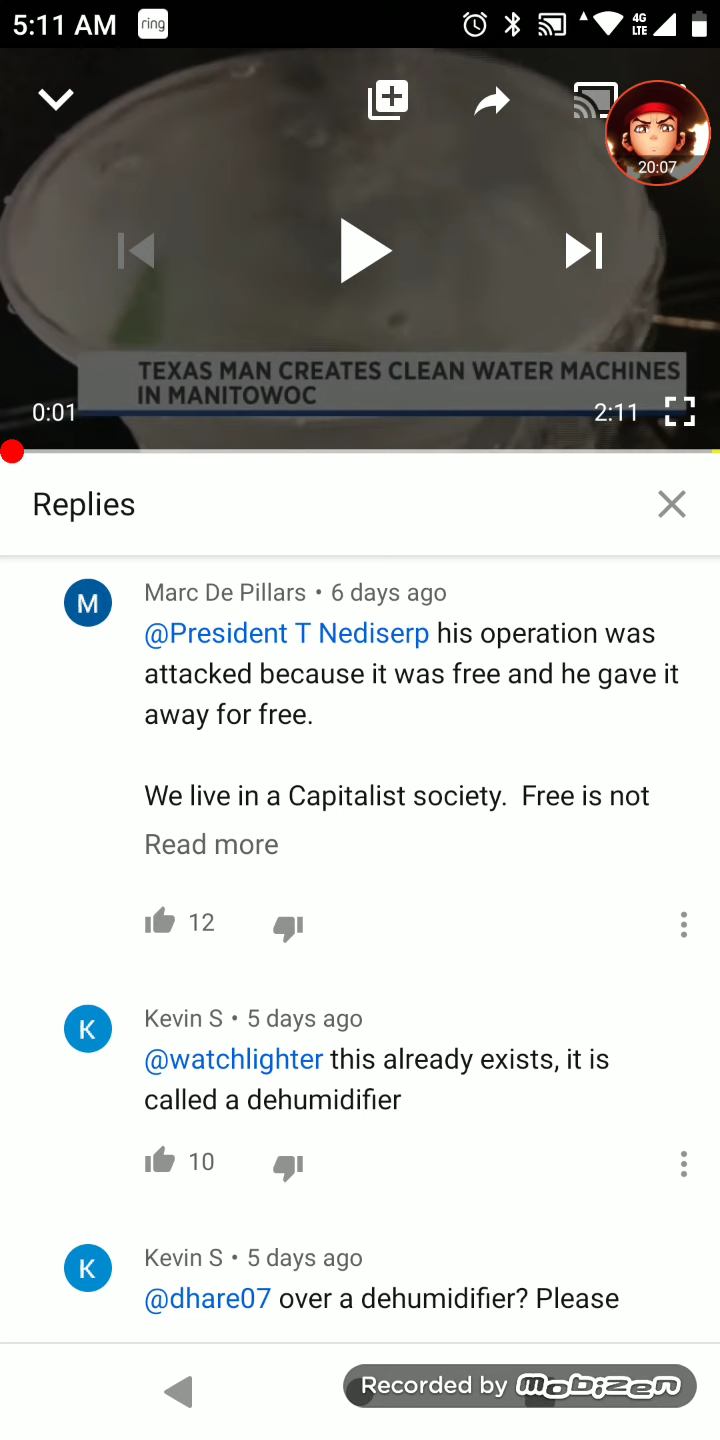 5:11 AM ring 4G LTE
20:07
TEXAS MAN CREATES CLEAN WATER MACHINES
IN MANITOWOC
0:01 2:11
Replies
M Marc De Pillars • 6 days ago
@President T Nediserp his operation was
attacked because it was free and he gave it
away for free.
We live in a Capitalist society. Free is not
Read more
12
K Kevin S • 5 days ago
@watchlighter this already exists, it is
called a dehumidifier
10
K Kevin S • 5 days ago
@dhare07 over a dehumidifier? Please
Recorded by mobizen